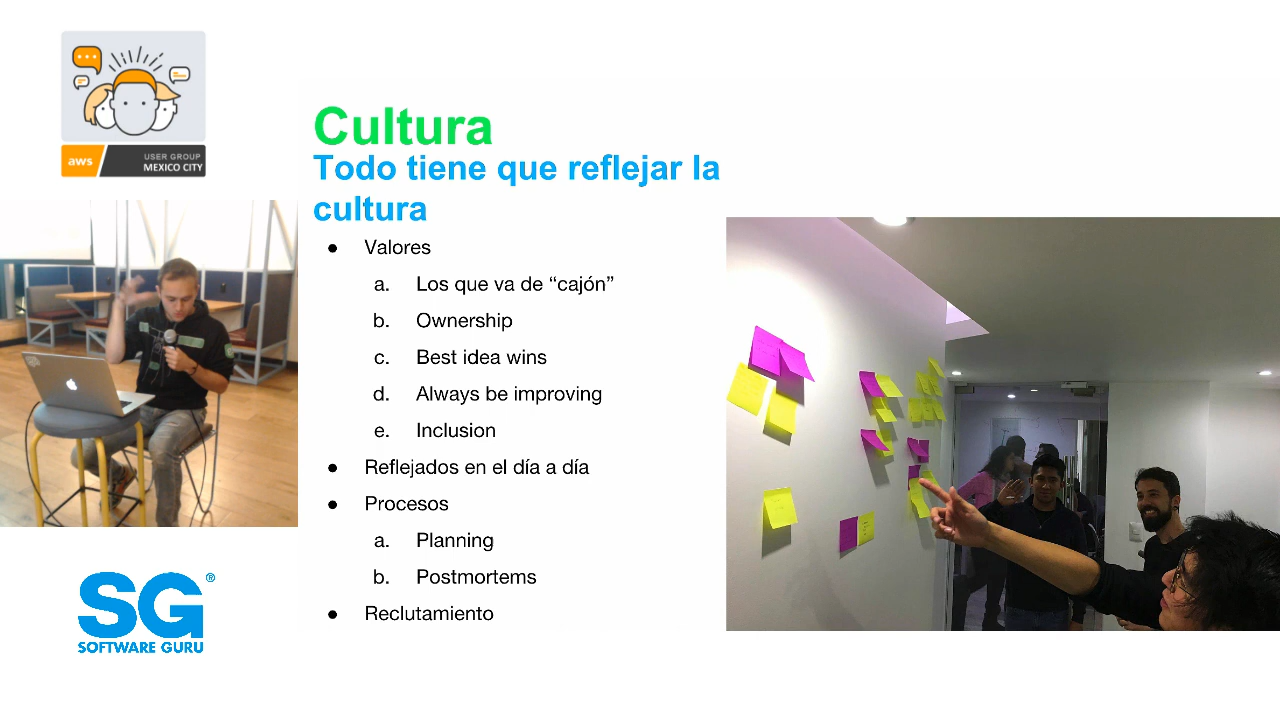 aws
USER GROUP
MEXICO CITY
Cultura
Todo tiene que reflejar la
cultura
● Valores
a. Los que va de “cajón”
b. Ownership
c. Best idea wins
d. Always be improving
e. Inclusion
● Reflejados en el día a día
● Procesos
a. Planning
b. Postmortems
● Reclutamiento
SG®
SOFTWARE GURU